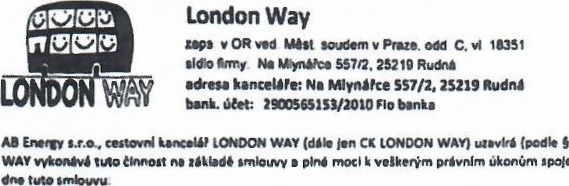 London Way
zaps v OR ved. Měst soudem v Praze, odd C, vl 18351
sídlo firmy: Na Mlynářce 557/2, 25219 Rudná
LONDON WAY
adresa kanceláře: Na Mlynářce 557/2, 25219 Rudná
bank. účet: 2900565153/2010 Fio banka
AB Energy s.r.o., cestovní kancelář LONDON WAY (dále jen CK LONDON WAY) uzavírá (podle §
WAY vykonává tuto činnost na základě smlouvy a plné moci k veškerým právním úkonům spoje
dne tuto smlouvu: